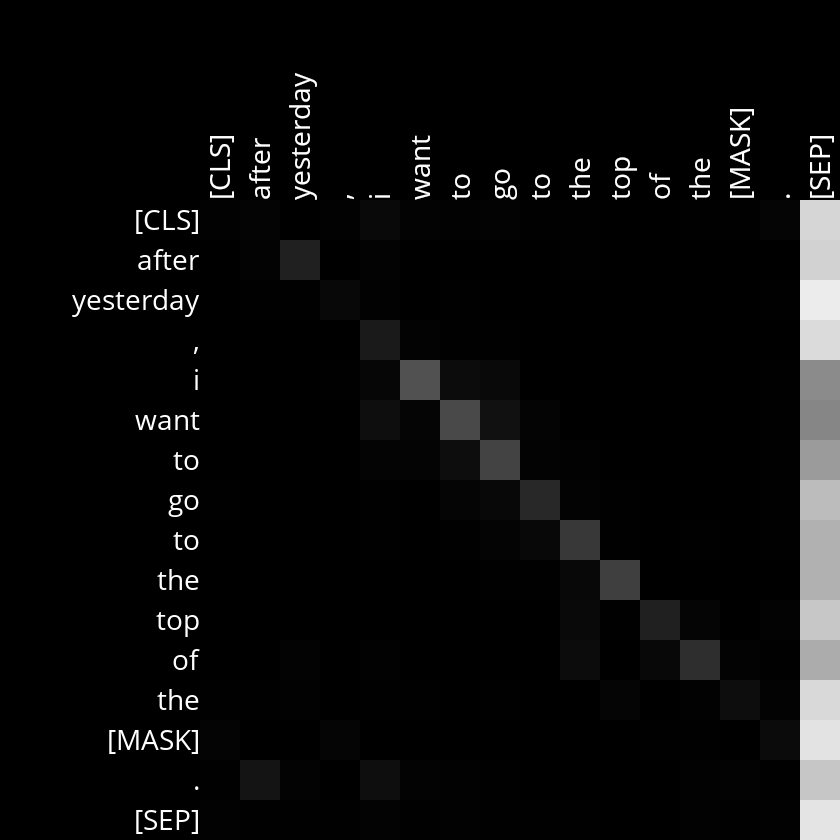 [CLS] after yesterday , i want to go to the top of the [MASK] . [SEP]
[CLS]
after
yesterday
,
i
want
to
go
to
the
top
of
the
[MASK]
.
[SEP]